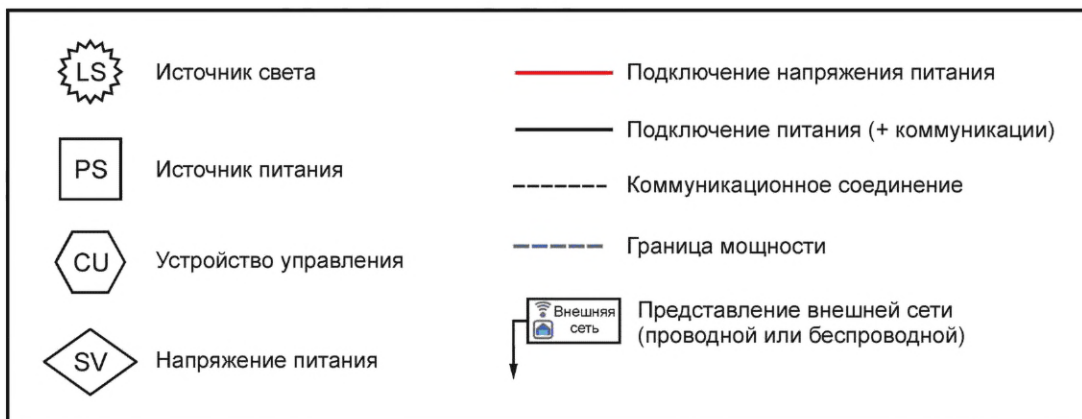 LS
Источник света
PS
Источник питания
CU
Устройство управления
SV
Напряжение питания
Подключение напряжения питания
Подключение питания (+ коммуникации)
Коммуникационное соединение
Граница мощности
Внешняя
сеть
Представление внешней сети
(проводной или беспроводной)